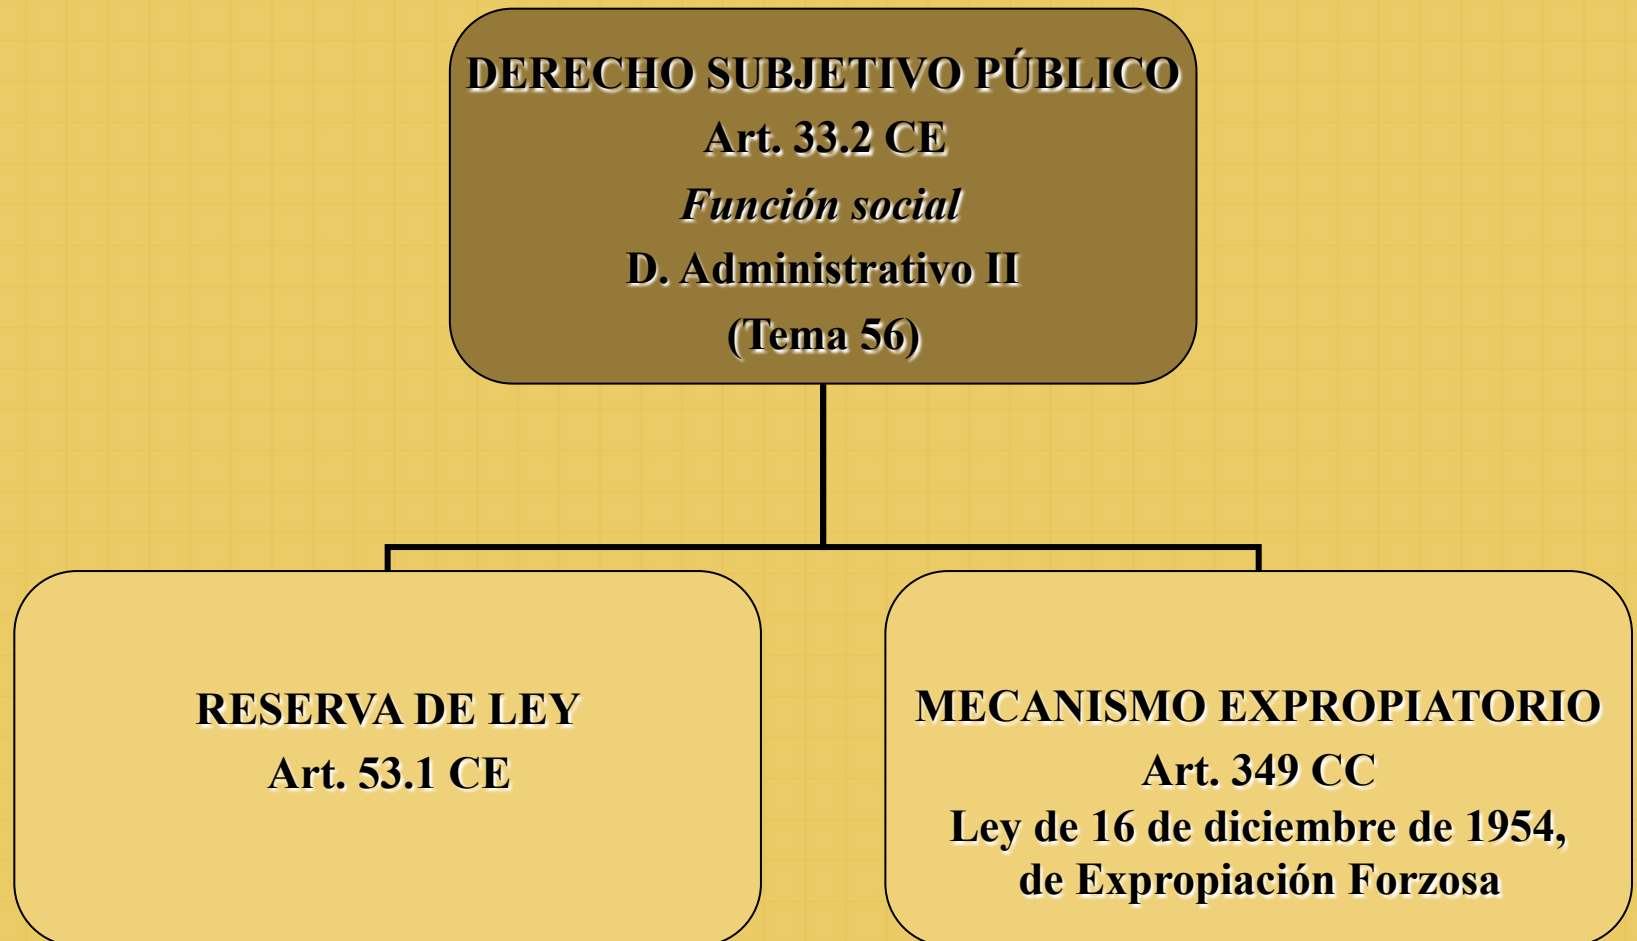 DERECHO SUBJETIVO PÚBLICO
Art. 33.2 CE
Función social
D. Administrativo II
(Tema 56)
RESERVA DE LEY
Art. 53.1 CE
MECANISMO EXPROPIATORIO
Art. 349 CC
Ley de 16 de diciembre de 1954,
de Expropiación Forzosa